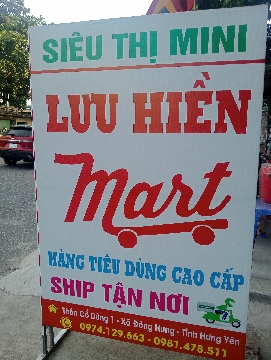 SIÊU THỊ MINI
LƯU HIỀN
Mart
HÀNG TIÊU DÙNG CAO CẤP
SHIP TẬN NƠI
Thôn Cổ Dũng 1 - Xã Đông Hưng - Tỉnh Hưng Yên
0974.129.663 - 0981.478.511